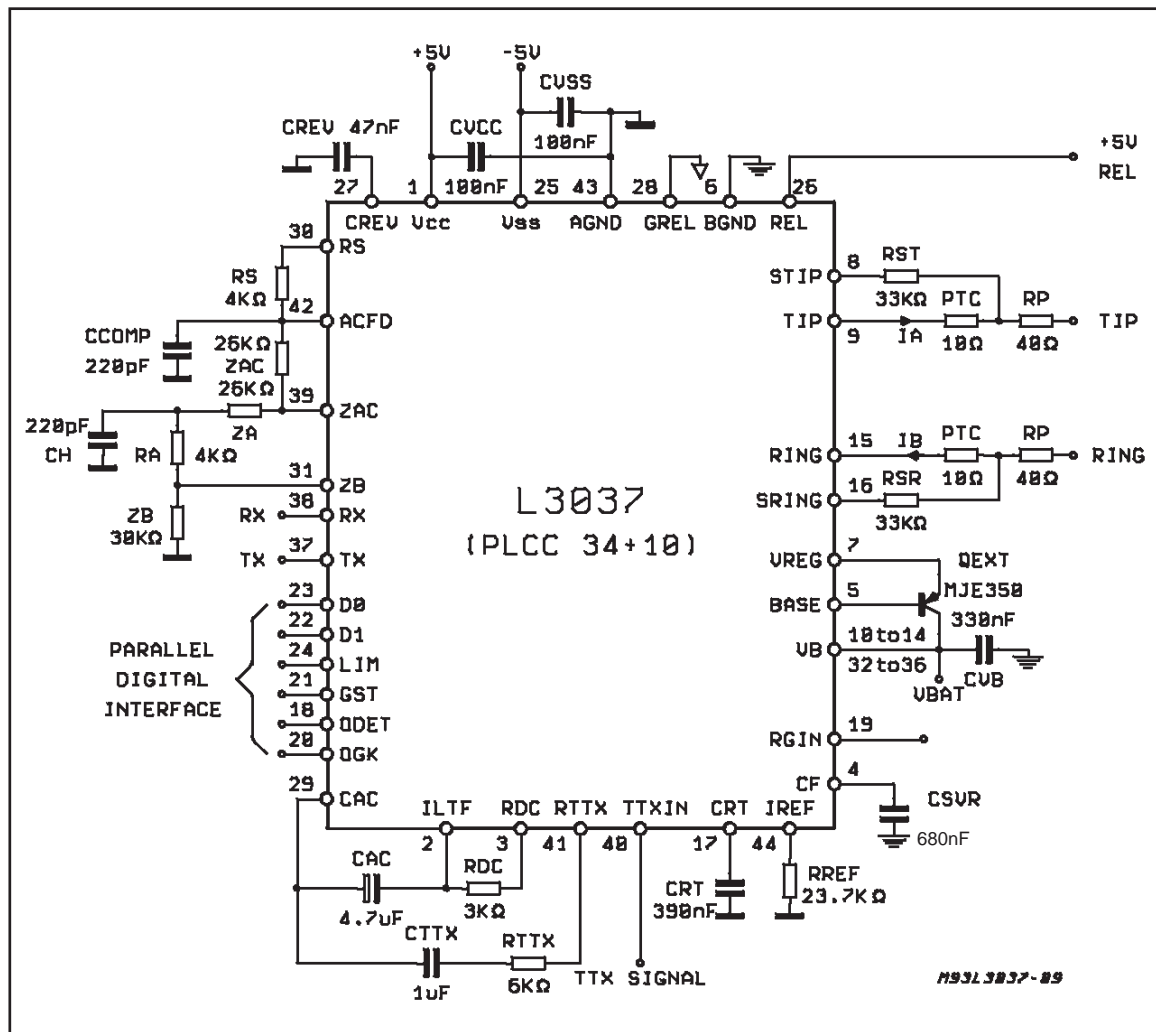 +5V
-5V
CVSS
100nF
CREV 47nF
CVCC
100nF
+5V
REL
27
1
25
43
28
6
26
CREV
Vcc
Vss
AGND
GREL
BGND
REL
30
RS
RS
4KΩ
42
ACFD
CCOMP
220pF
ZAC
39
ZAC
220pF
CH
ZA
RA
4KΩ
31
ZB
38
RX
RX
ZB
30KΩ
37
TX
TX
23
D0
22
D1
24
LIM
21
GST
18
ODET
20
OGK
29
CAC
PARALLEL
DIGITAL
INTERFACE
L3037
(PLCC 34+10)
8
RST
STIP
33KΩ
PTC
RP
TIP
9
IA
10Ω
40Ω
TIP
15
IB
PTC
RP
RING
10Ω
40Ω
RING
16
RSR
SRING
33KΩ
7
VREG
QEXT
MJE350
5
BASE
330nF
10to14
VB
32to36
CVB
VBAT
19
RGIN
4
CF
CSVR
680nF
ILTF
RDC
RTTX
TTXIN
CRT
IREF
2
3
41
40
17
44
CAC
4.7uF
RDC
3KΩ
CRT
390nF
RREF
23.7KΩ
CTTX
1uF
RTTX
TTX SIGNAL
M93L3037-09